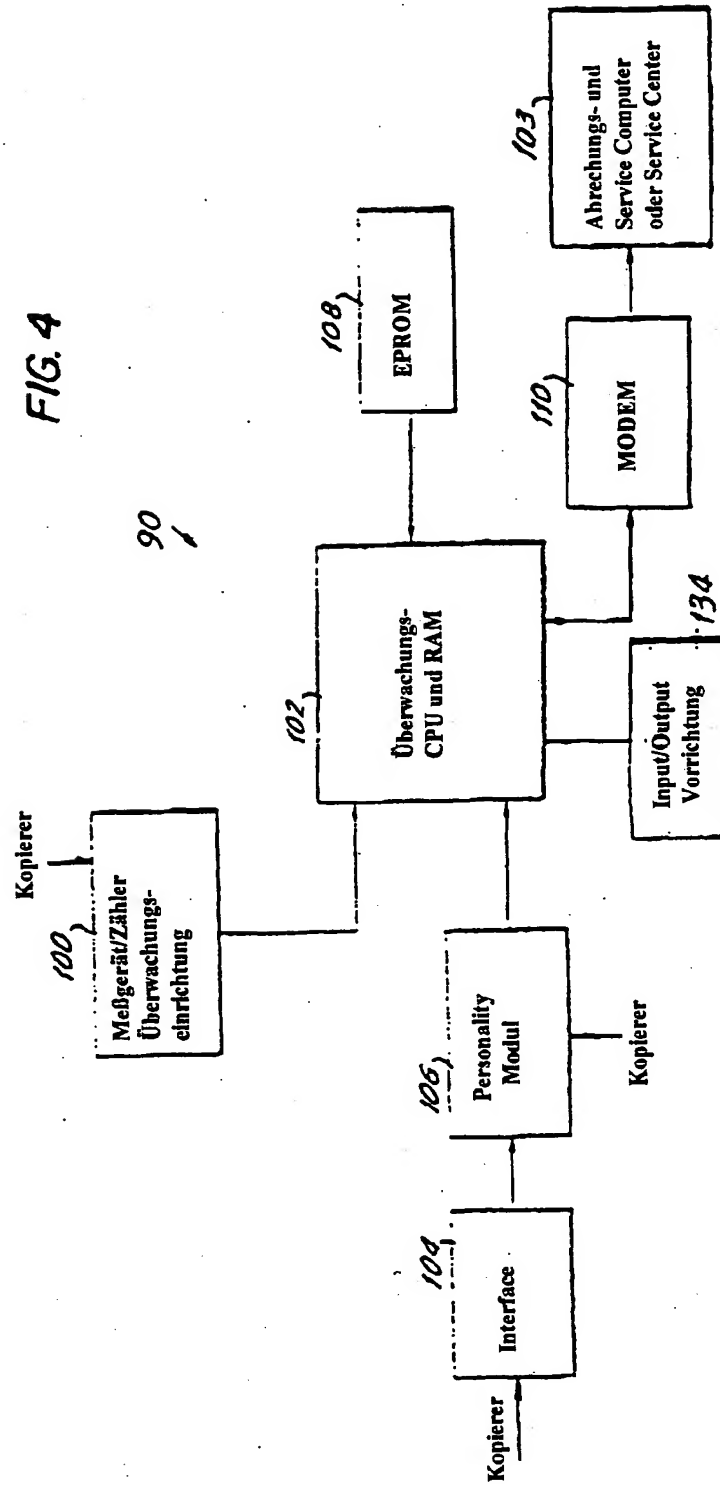 FIG. 4
90
Kopierer
100
Meßgerät/Zähler
Überwachungs-
einrichtung
102
Überwachungs-
CPU und RAM
108
EPROM
103
Abrechungs- und
Service Computer
oder Service Center
110
MODEM
134
Input/Output
Vorrichtung
106
Personality
Modul
Kopierer
104
Interface
Kopierer